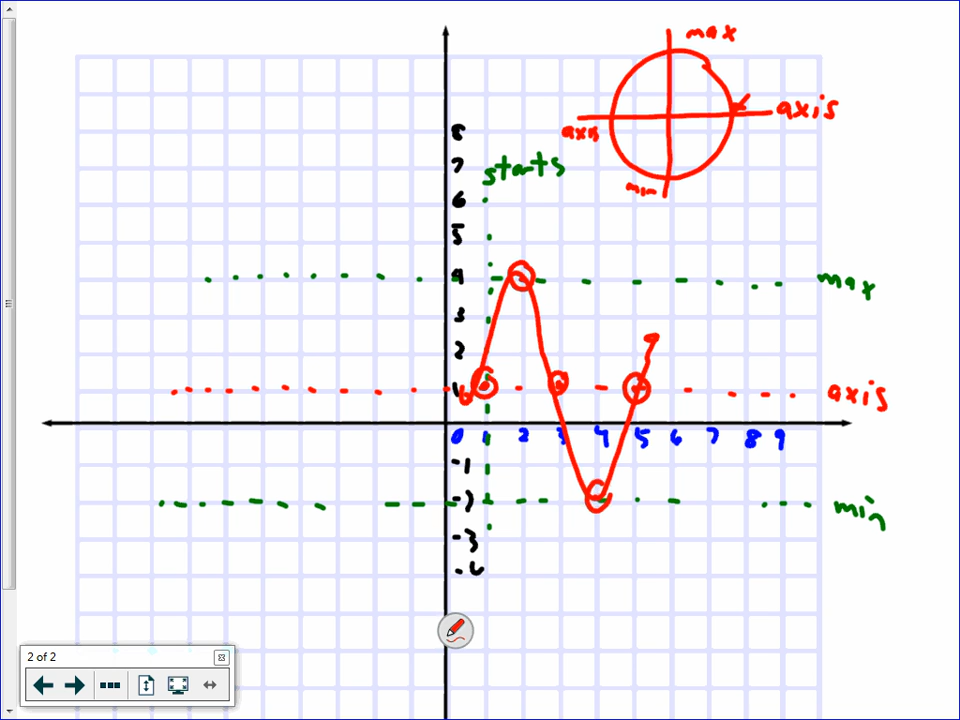 max
axis
axis
min
starts
8
7
6
5
4
3
2
1
max
axis
0 1 2 3 4 5 6 7 8 9
-1
-2
-3
-4
min
2 of 2